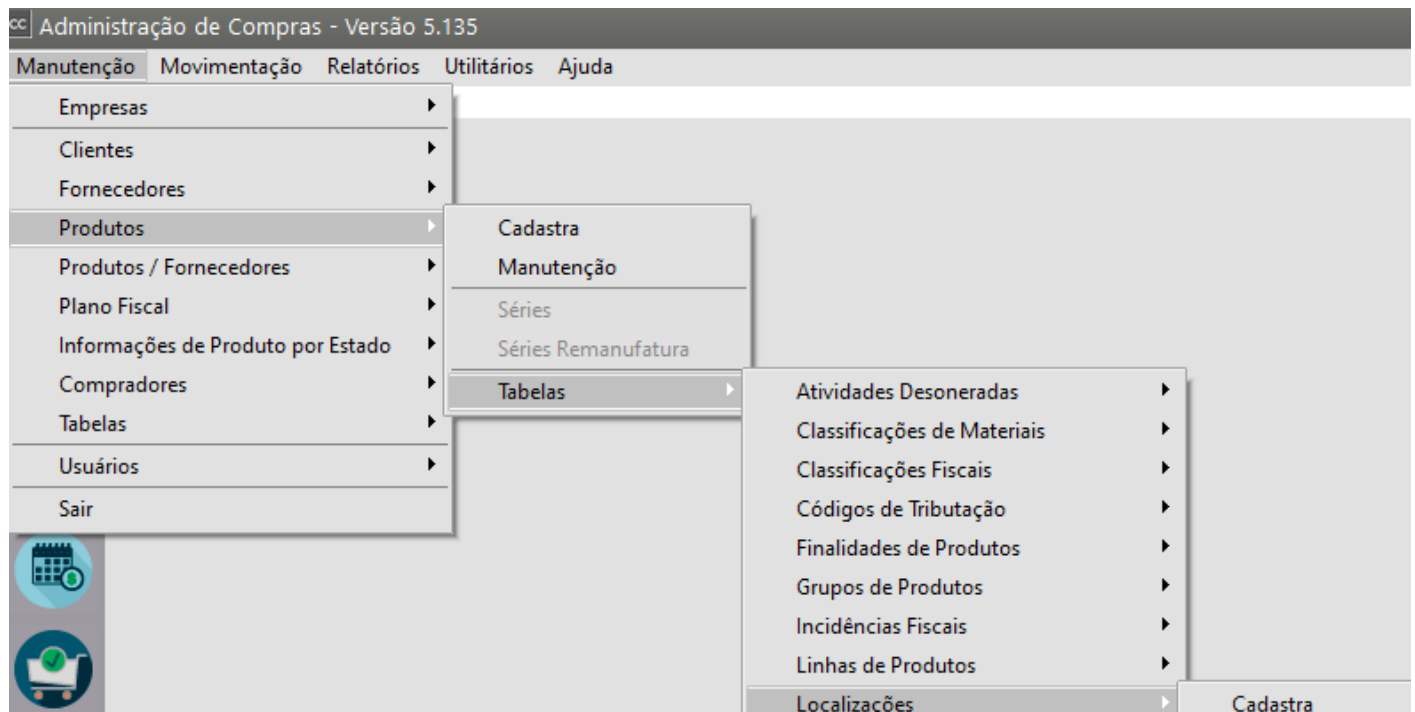 CC Administração de Compras - Versão 5.135
Manutenção Movimentação Relatórios Utilitários Ajuda
Empresas
Clientes
Fornecedores
Produtos
Produtos / Fornecedores
Plano Fiscal
Informações de Produto por Estado
Compradores
Tabelas
Usuários
Sair
Cadastra
Manutenção
Séries
Séries Remanufatura
Tabelas
Atividades Desoneradas
Classificações de Materiais
Classificações Fiscais
Códigos de Tributação
Finalidades de Produtos
Grupos de Produtos
Incidências Fiscais
Linhas de Produtos
Localizações
Cadastra